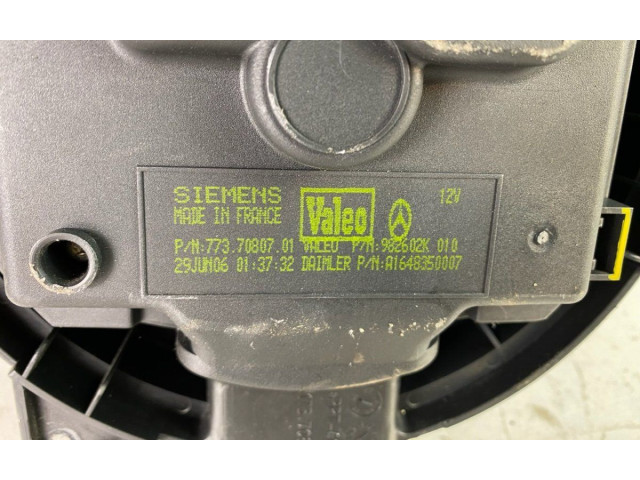 SIEMENS Valeo 12V
MADE IN FRANCE
P/N:773.70807.01 VALEO P/N:982602K 010
29JUN06 01:37:32 DAIMLER P/N:A1648350007